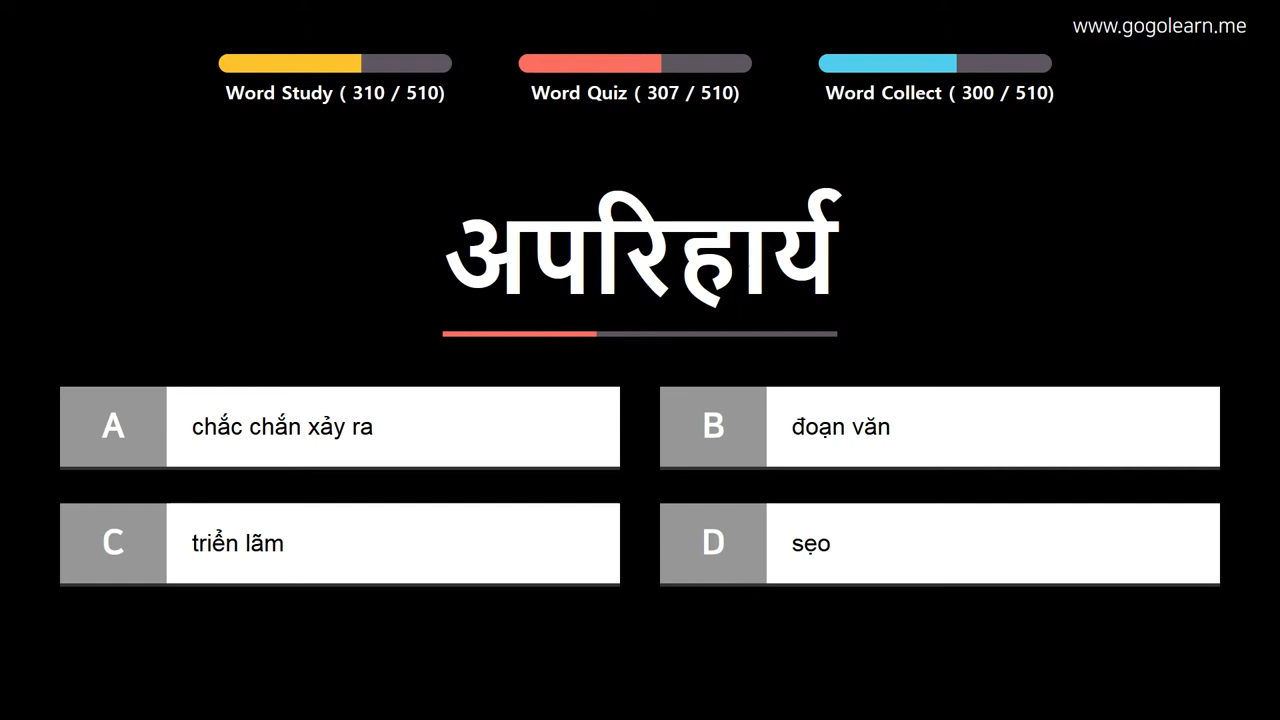 www.gogolearn.me
Word Study ( 310 / 510)
Word Quiz ( 307 / 510)
Word Collect ( 300 / 510)
अपरिहार्य
A
chắc chắn xảy ra
B
đoạn văn
C
triển lãm
D
sẹo